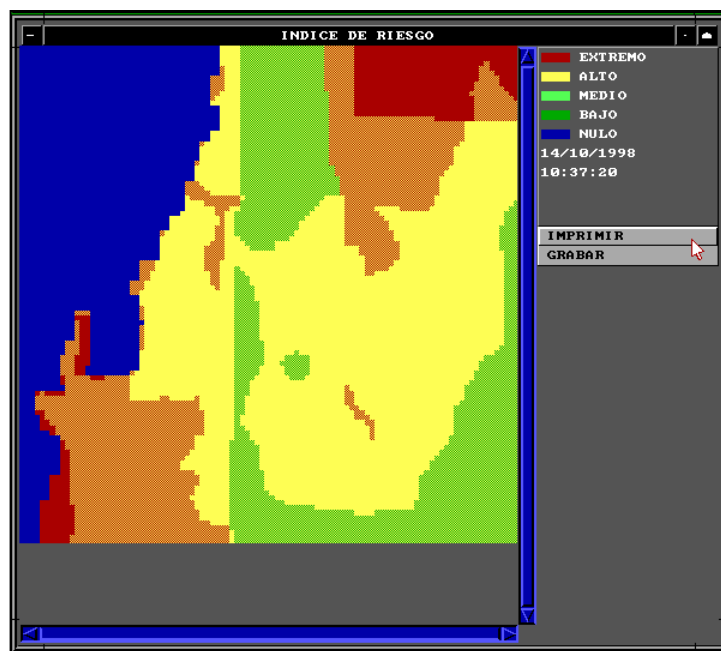 INDICE DE RIESGO
EXTREMO
ALTO
MEDIO
BAJO
NULO
14/10/1998
10:37:20
IMPRIMIR
GRABAR